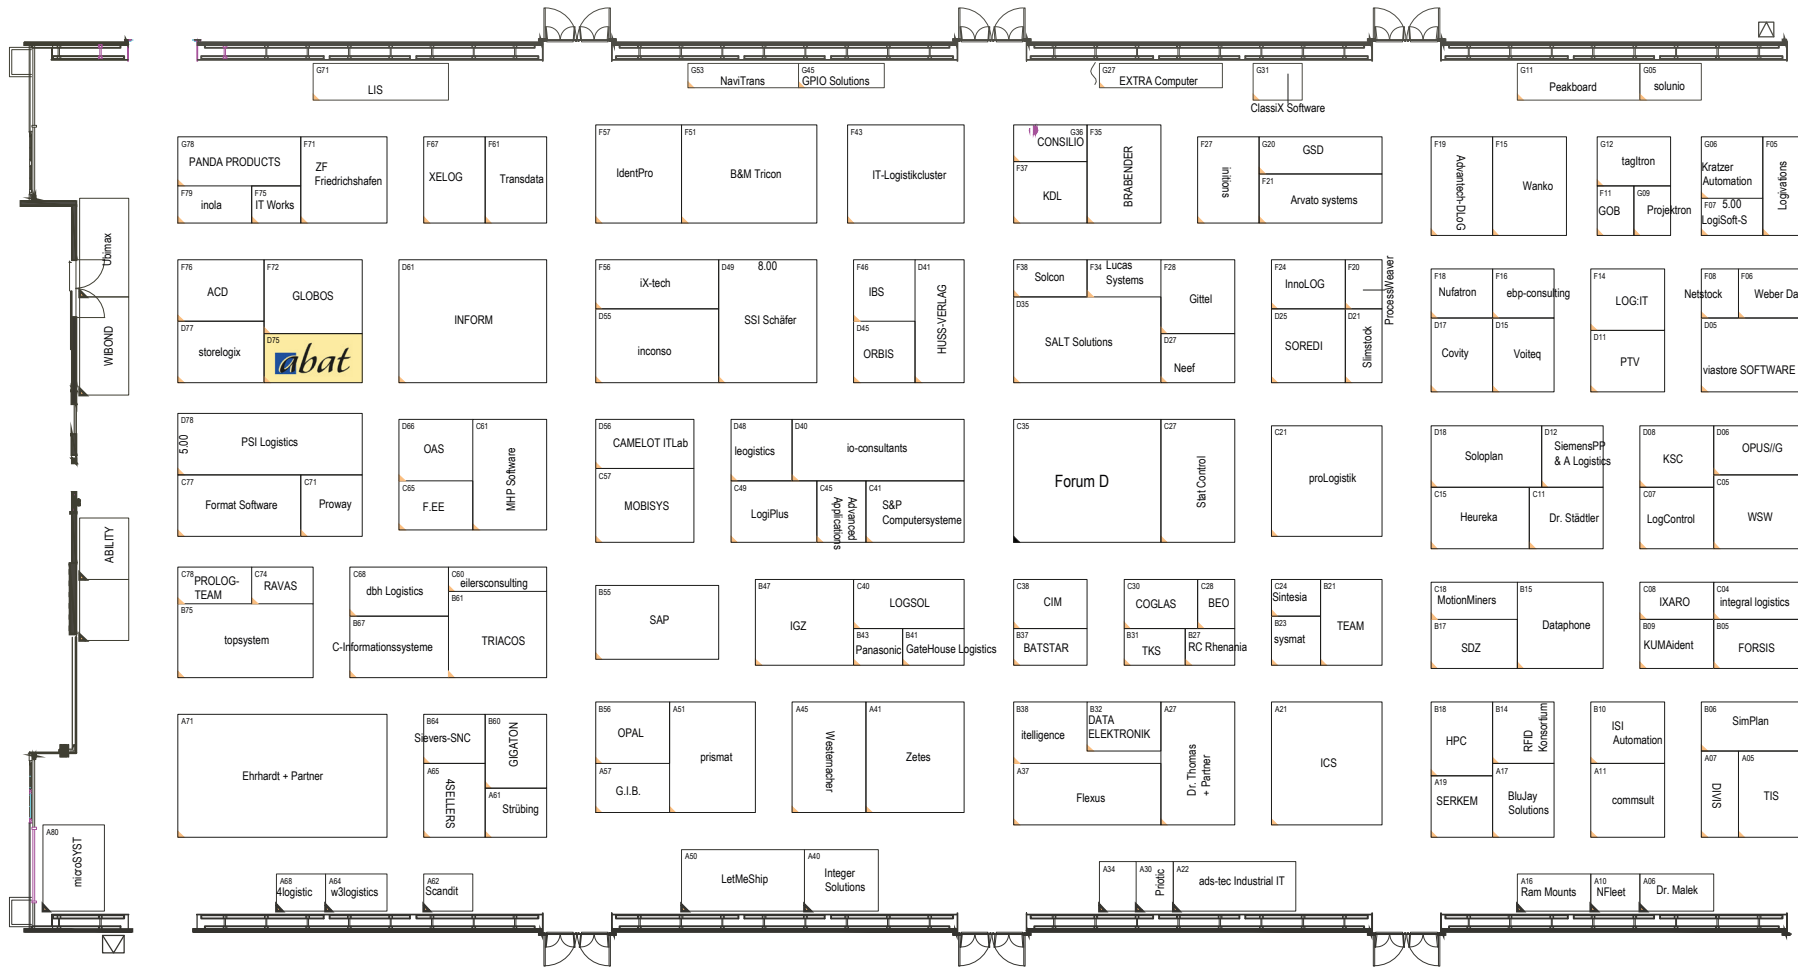 G71
LIS
G53
NaviTrans
G45
GPIO Solutions
G27
EXTRA Computer
G31
ClassiX Software
G11
Peakboard
G05
solunio
G78
PANDA PRODUCTS
F71
ZF
Friedrichshafen
F79
inola
F75
IT Works
F67
XELOG
F61
Transdata
F57
IdentPro
F51
B&M Tricon
F43
IT-Logistikcluster
G36
CONSILIO
F37
KDL
F35
BRABENDER
F27
initions
G20
GSD
F21
Arvato systems
F19
Advantech-DLoG
F15
Wanko
G12
tagItron
F11
GOB
G09
Projektron
G06
Kratzer
Automation
F07 5.00
LogiSoft-S
F05
Logivations
Ubimax
WIBOND
F76
ACD
F72
GLOBOS
D77
storelogix
D75
abat
D61
INFORM
F56
iX-tech
D55
inconso
D49
8.00
SSI Schäfer
F46
IBS
D45
ORBIS
D41
HUSS-VERLAG
F38
Solcon
F34
Lucas
Systems
D35
SALT Solutions
F28
Gittel
D27
Neef
F24
InnoLOG
F20
ProcessWeaver
D25
SOREDI
D21
Slimstock
F18
Nufatron
F16
ebp-consulting
D17
Covity
D15
Voiteq
F14
LOG:IT
D11
PTV
F08
Netstock
F06
Weber Da
D05
viastore SOFTWARE
D78
5.00
PSI Logistics
C77
Format Software
C71
Proway
D66
OAS
C65
F.EE
C61
MHP Software
D56
CAMELOT ITLab
C57
MOBISYS
D48
leogistics
D40
io-consultants
C49
LogiPlus
C45
Advanced
Applications
C41
S&P
Computersysteme
C35
Forum D
C27
Stat Control
C21
proLogistik
D18
Soloplan
D12
SiemensPP
& A Logistics
C15
Heureka
C11
Dr. Städtler
D08
KSC
D06
OPUS//G
C07
LogControl
C05
WSW
ABILITY
C78
PROLOG-
TEAM
C74
RAVAS
B75
topsystem
C68
dbh Logistics
C60
eilersconsulting
B67
C-Informationssysteme
B61
TRIACOS
B55
SAP
B47
IGZ
C40
LOGSOL
B43
Panasonic
B41
GateHouse Logistics
C38
CIM
B37
BATSTAR
C30
COGLAS
C28
BEO
B31
TKS
B27
RC Rhenania
C24
Sintesia
B23
sysmat
B21
TEAM
C18
MotionMiners
B17
SDZ
B15
Dataphone
C08
IXARO
C04
integral logistics
B09
KUMAident
B05
FORSIS
A71
Ehrhardt + Partner
B64
Sievers-SNC
B60
GIGATON
A65
4SELLERS
A61
Strübing
B56
OPAL
A57
G.I.B.
A51
prismat
A45
Westernacher
A41
Zetes
B38
itelligence
B32
DATA
ELEKTRONIK
A37
Flexus
A27
Dr. Thomas
+ Partner
A21
ICS
B18
HPC
B14
RFID
Konsortium
A19
SERKEM
A17
BluJay
Solutions
B10
ISI
Automation
A11
commsult
B06
SimPlan
A07
DIVIS
A05
TIS
A80
microSYST
A68
4logistic
A64
w3logistics
A62
Scandit
A50
LetMeShip
A40
Integer
Solutions
A34
A30
Priotic
A22
ads-tec Industrial IT
A16
Ram Mounts
A10
NFleet
A06
Dr. Malek